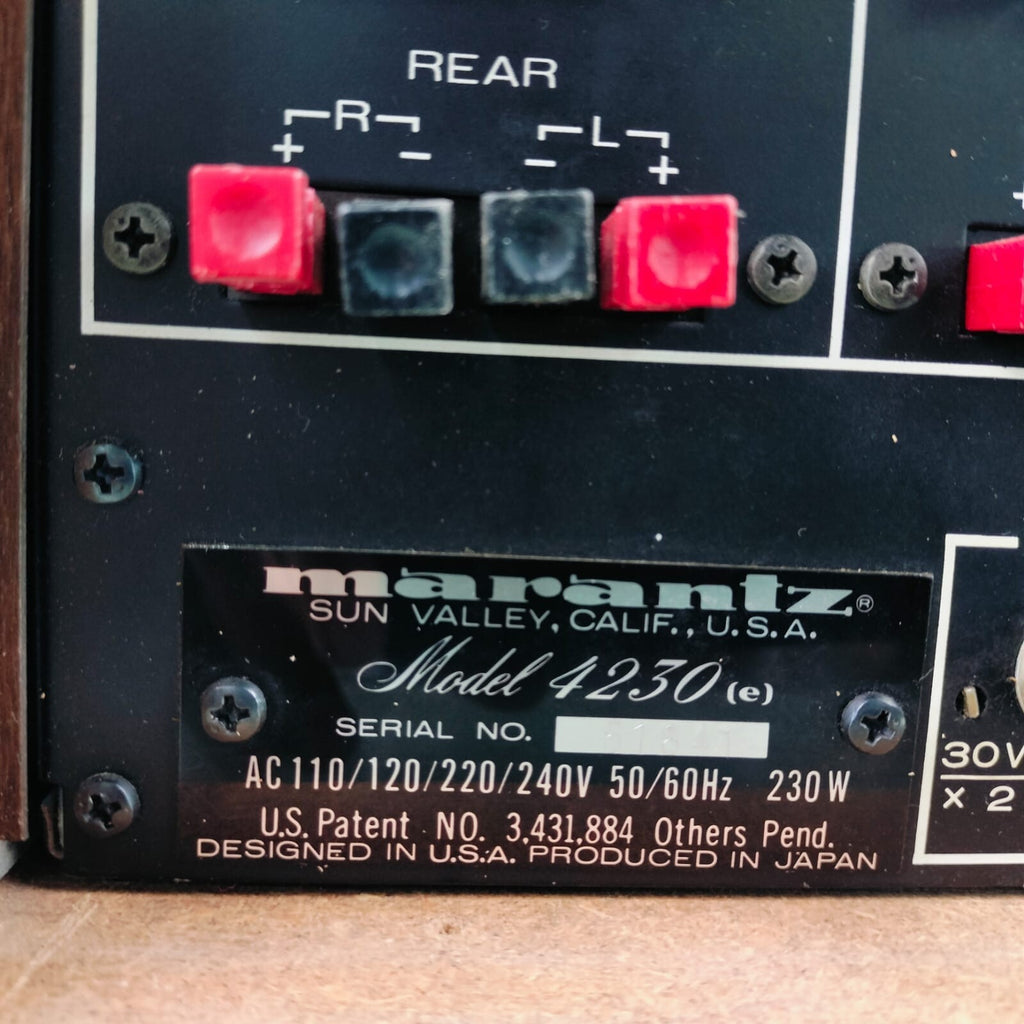 REAR
R L
+ - - +
marantz®
SUN VALLEY, CALIF., U.S.A.
Model 4230 (e)
SERIAL NO.
AC 110/120/220/240V 50/60Hz 230W
U.S. Patent NO. 3,431,884 Others Pend.
DESIGNED IN U.S.A. PRODUCED IN JAPAN
30V
x 2